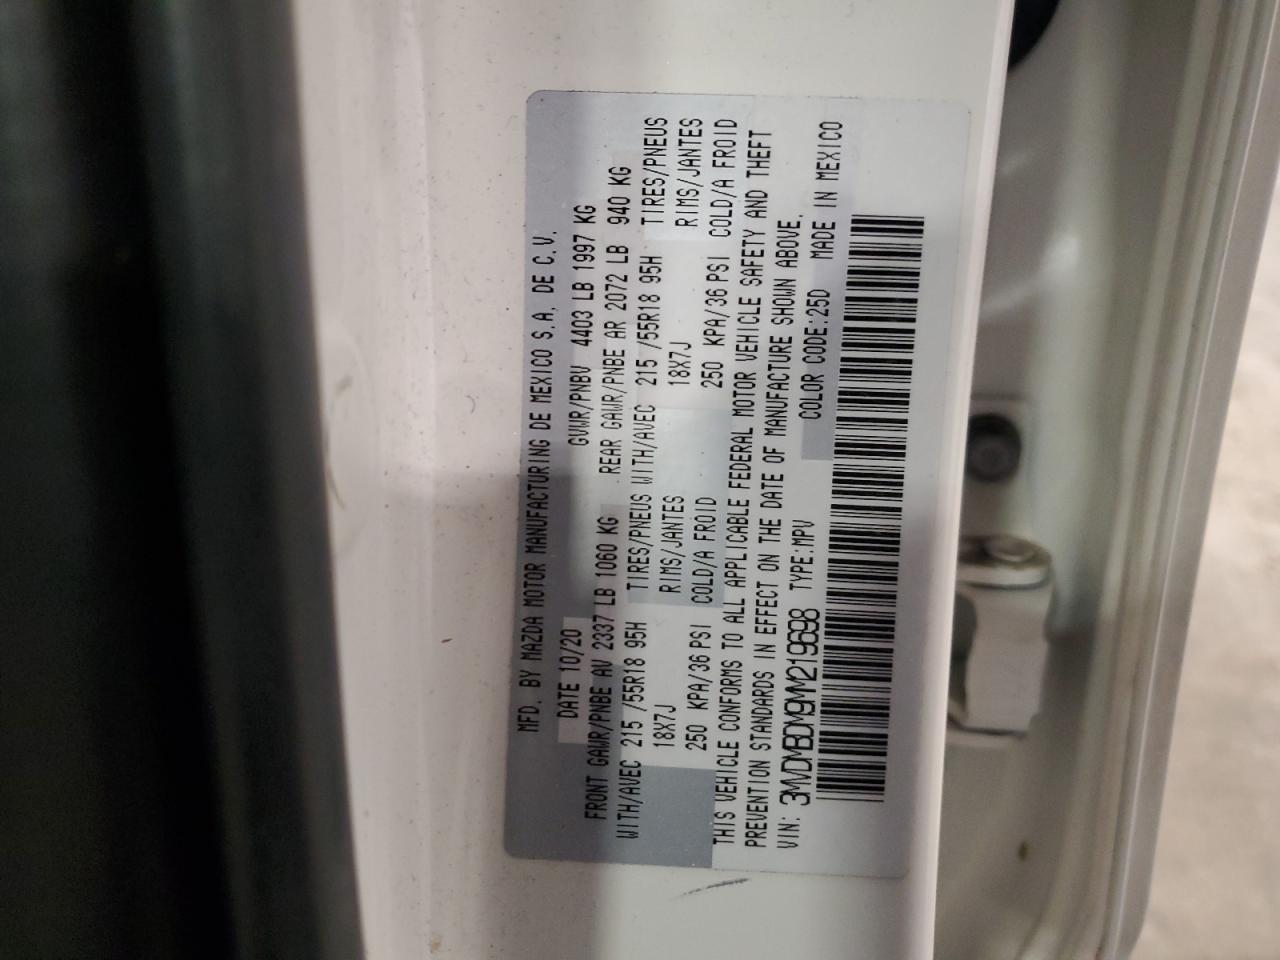 MFD. BY MAZDA MOTOR MANUFACTURING DE MEXICO S.A. DE C.V.
DATE 10/20 GVWR/PNBV 4403 LB 1997 KG
FRONT GAWR/PNBE AV 2337 LB 1060 KG REAR GAWR/PNBE AR 2072 LB 940 KG
WITH/AVEC 215 /55R18 95H TIRES/PNEUS WITH/AVEC 215 /55R18 95H TIRES/PNEUS
18X7J RIMS/JANTES 18X7J RIMS/JANTES
250 KPA/36 PSI COLD/A FROID 250 KPA/36 PSI COLD/A FROID
THIS VEHICLE CONFORMS TO ALL APPLICABLE FEDERAL MOTOR VEHICLE SAFETY AND THEFT
PREVENTION STANDARDS IN EFFECT ON THE DATE OF MANUFACTURE SHOWN ABOVE.
VIN: 3MVDMBDM9MM219698 TYPE:MPV COLOR CODE:25D MADE IN MEXICO